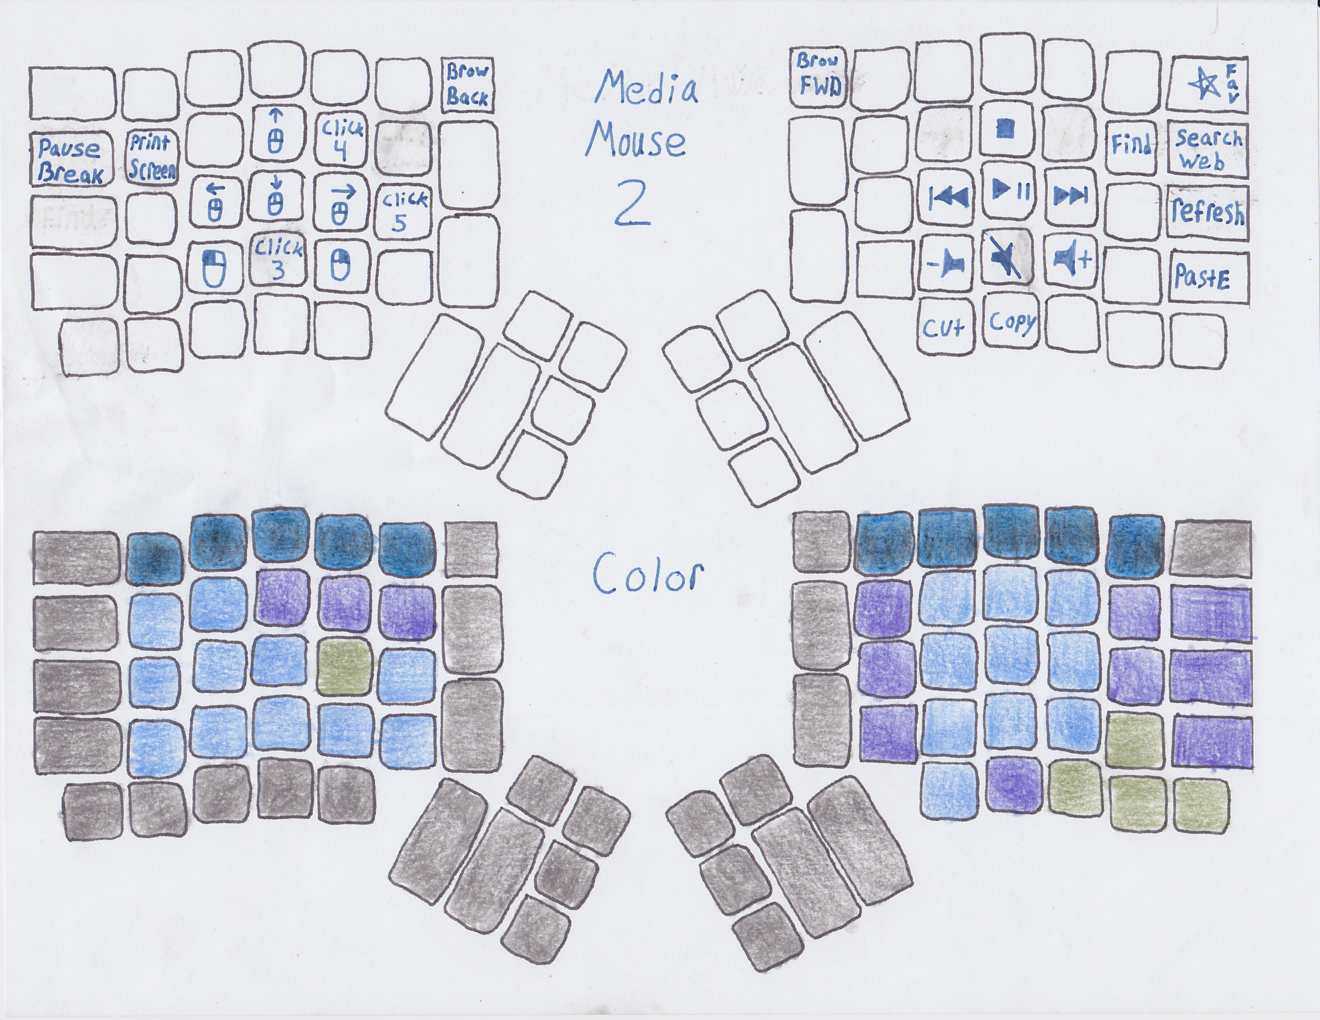 Brow
Back
Media
Mouse
2
Brow
FWD
Fav
Pause
Break
Print
Screen
Click
4
Find
Search
Web
Click
5
refresh
Click
3
-
+
PastE
Cut
Copy
Color